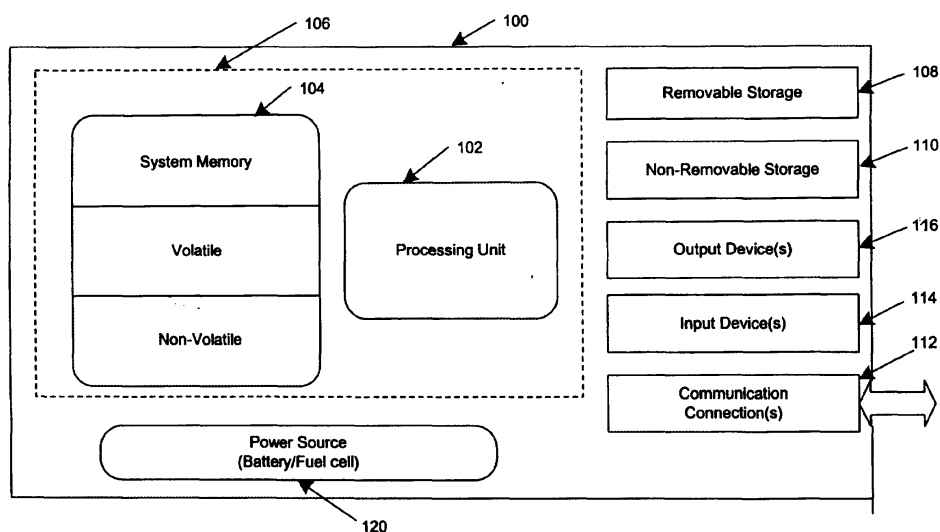 100
106
104
System Memory
Volatile
Non-Volatile
102
Processing Unit
Removable Storage
108
Non-Removable Storage
110
Output Device(s)
116
Input Device(s)
114
112
Communication
Connection(s)
Power Source
(Battery/Fuel cell)
120